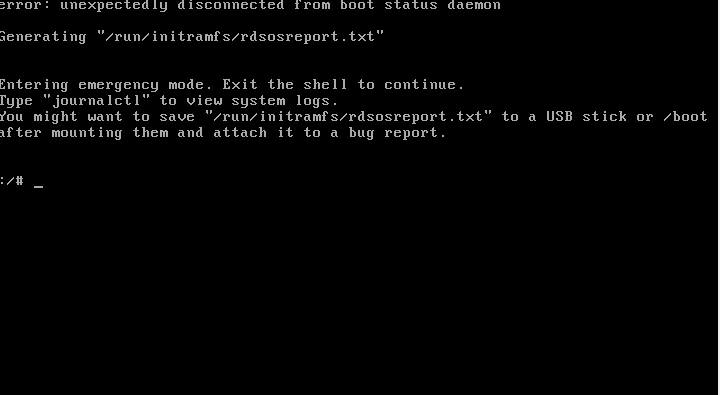 error: unexpectedly disconnected from boot status daemon
Generating "/run/initramfs/rdsosreport.txt"
Entering emergency mode. Exit the shell to continue.
Type "journalctl" to view system logs.
You might want to save "/run/initramfs/rdsosreport.txt" to a USB stick or /boot
after mounting them and attach it to a bug report.
:/# _